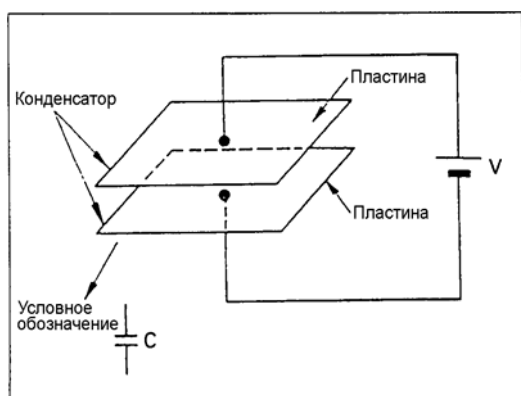 Пластина
Конденсатор
V
Пластина
Условное
обозначение
C